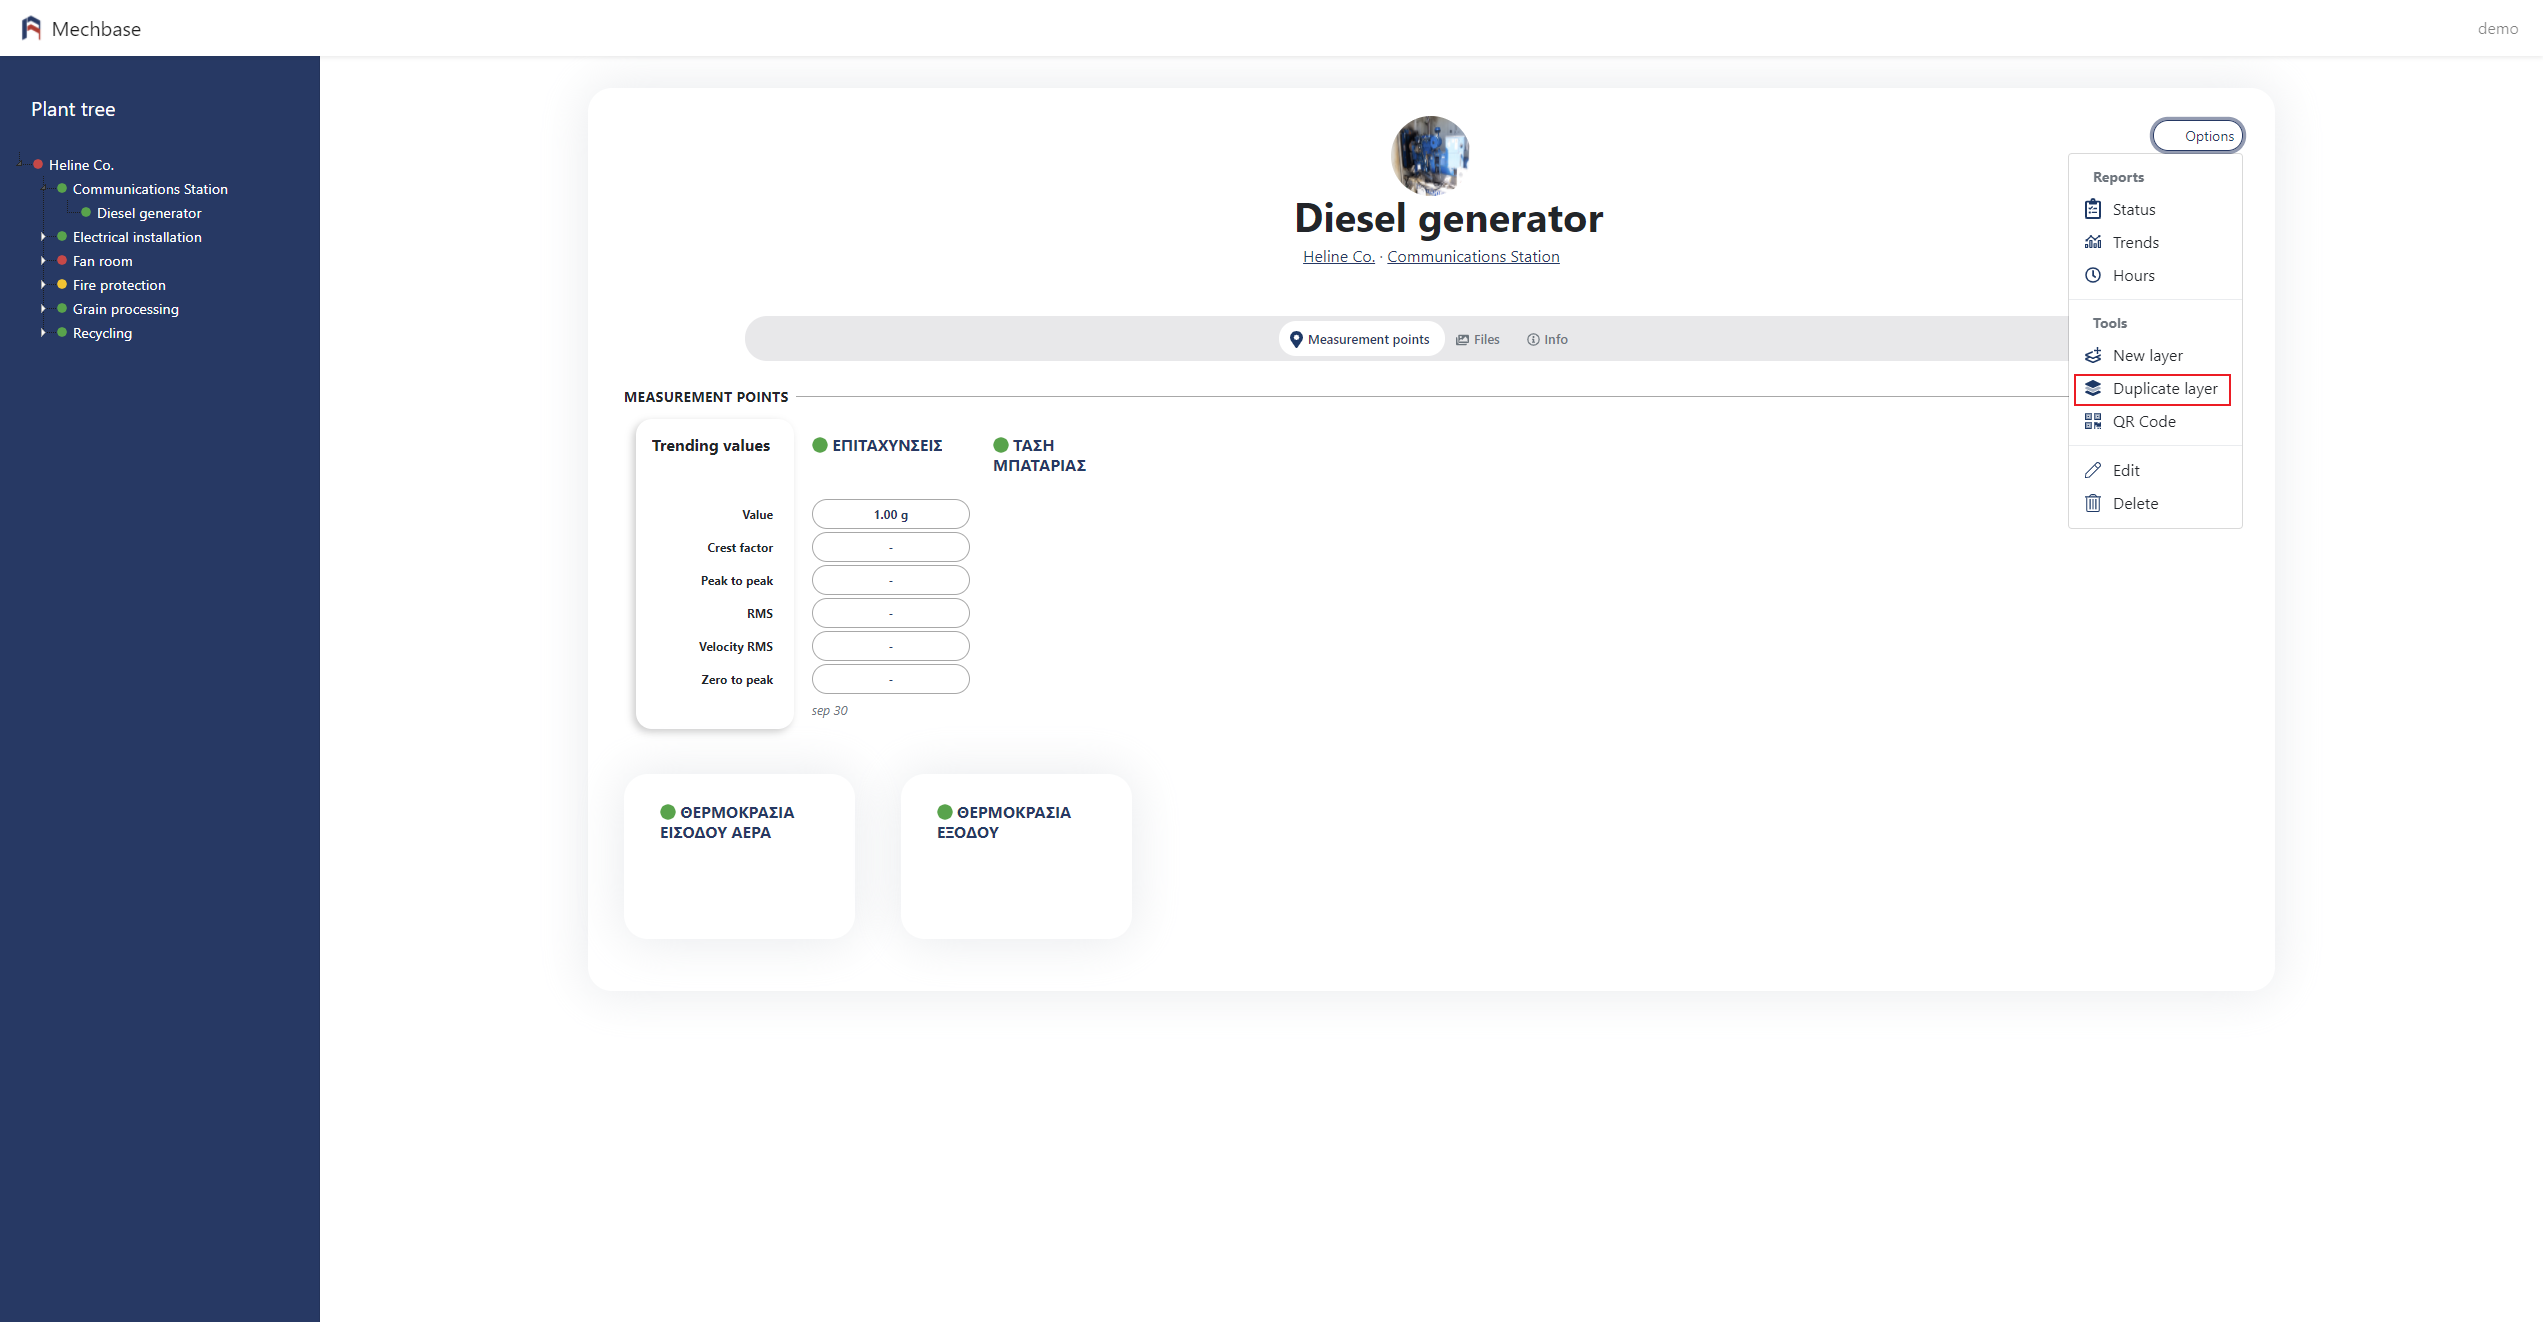 Mechbase
demo
Plant tree
Heline Co.
Communications Station
Diesel generator
Electrical installation
Fan room
Fire protection
Grain processing
Recycling
Options
Reports
Status
Trends
Hours
Tools
New layer
Duplicate layer
QR Code
Edit
Delete
Diesel generator
Heline Co. · Communications Station
Measurement points
Files
Info
MEASUREMENT POINTS
Trending values
ΕΠΙΤΑΧΥΝΣΕΙΣ
ΤΑΣΗ
ΜΠΑΤΑΡΙΑΣ
Value
1.00 g
Crest factor
-
Peak to peak
-
RMS
-
Velocity RMS
-
Zero to peak
-
sep 30
ΘΕΡΜΟΚΡΑΣΙΑ
ΕΙΣΟΔΟΥ ΑΕΡΑ
ΘΕΡΜΟΚΡΑΣΙΑ
ΕΞΟΔΟΥ